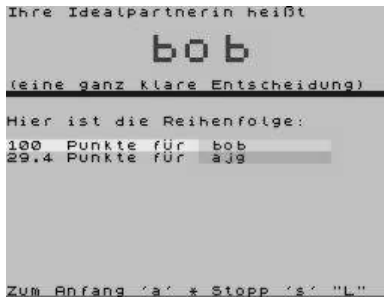 Ihre Idealpartnerin heißt
bob
(eine ganz klare Entscheidung)
Hier ist die Reihenfolge:
100 Punkte für bob
29.4 Punkte für ajg
Zum Anfang 'a' * Stopp 's' "L"